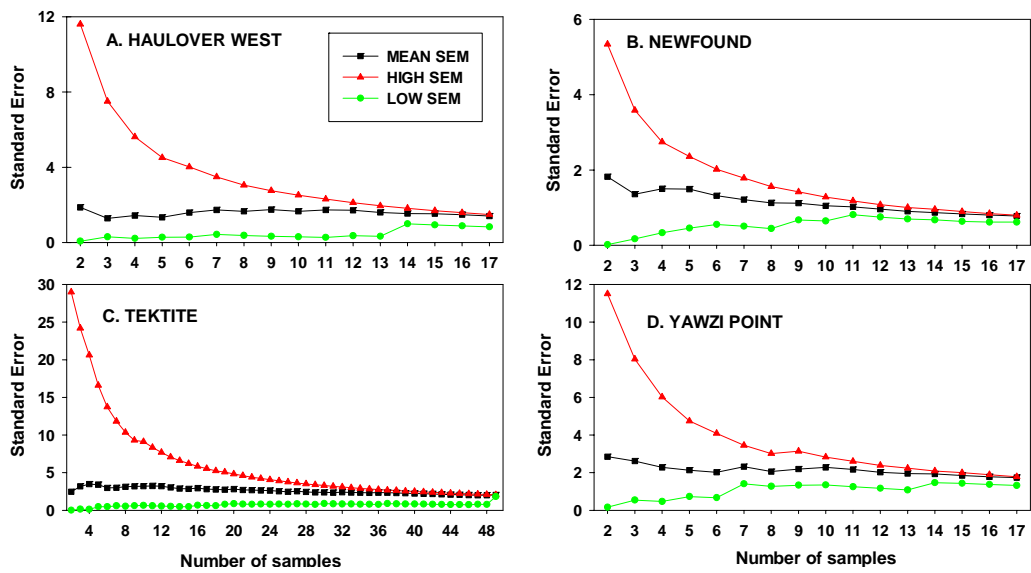 A. HAULOVER WEST
MEAN SEM
HIGH SEM
LOW SEM
Standard Error
12
8
4
0
2 3 4 5 6 7 8 9 10 11 12 13 14 15 16 17
B. NEWFOUND
Standard Error
6
4
2
0
2 3 4 5 6 7 8 9 10 11 12 13 14 15 16 17
C. TEKTITE
Standard Error
30
25
20
15
10
5
0
4 8 12 16 20 24 28 32 36 40 44 48
Number of samples
D. YAWZI POINT
Standard Error
12
10
8
6
4
2
0
2 3 4 5 6 7 8 9 10 11 12 13 14 15 16 17
Number of samples